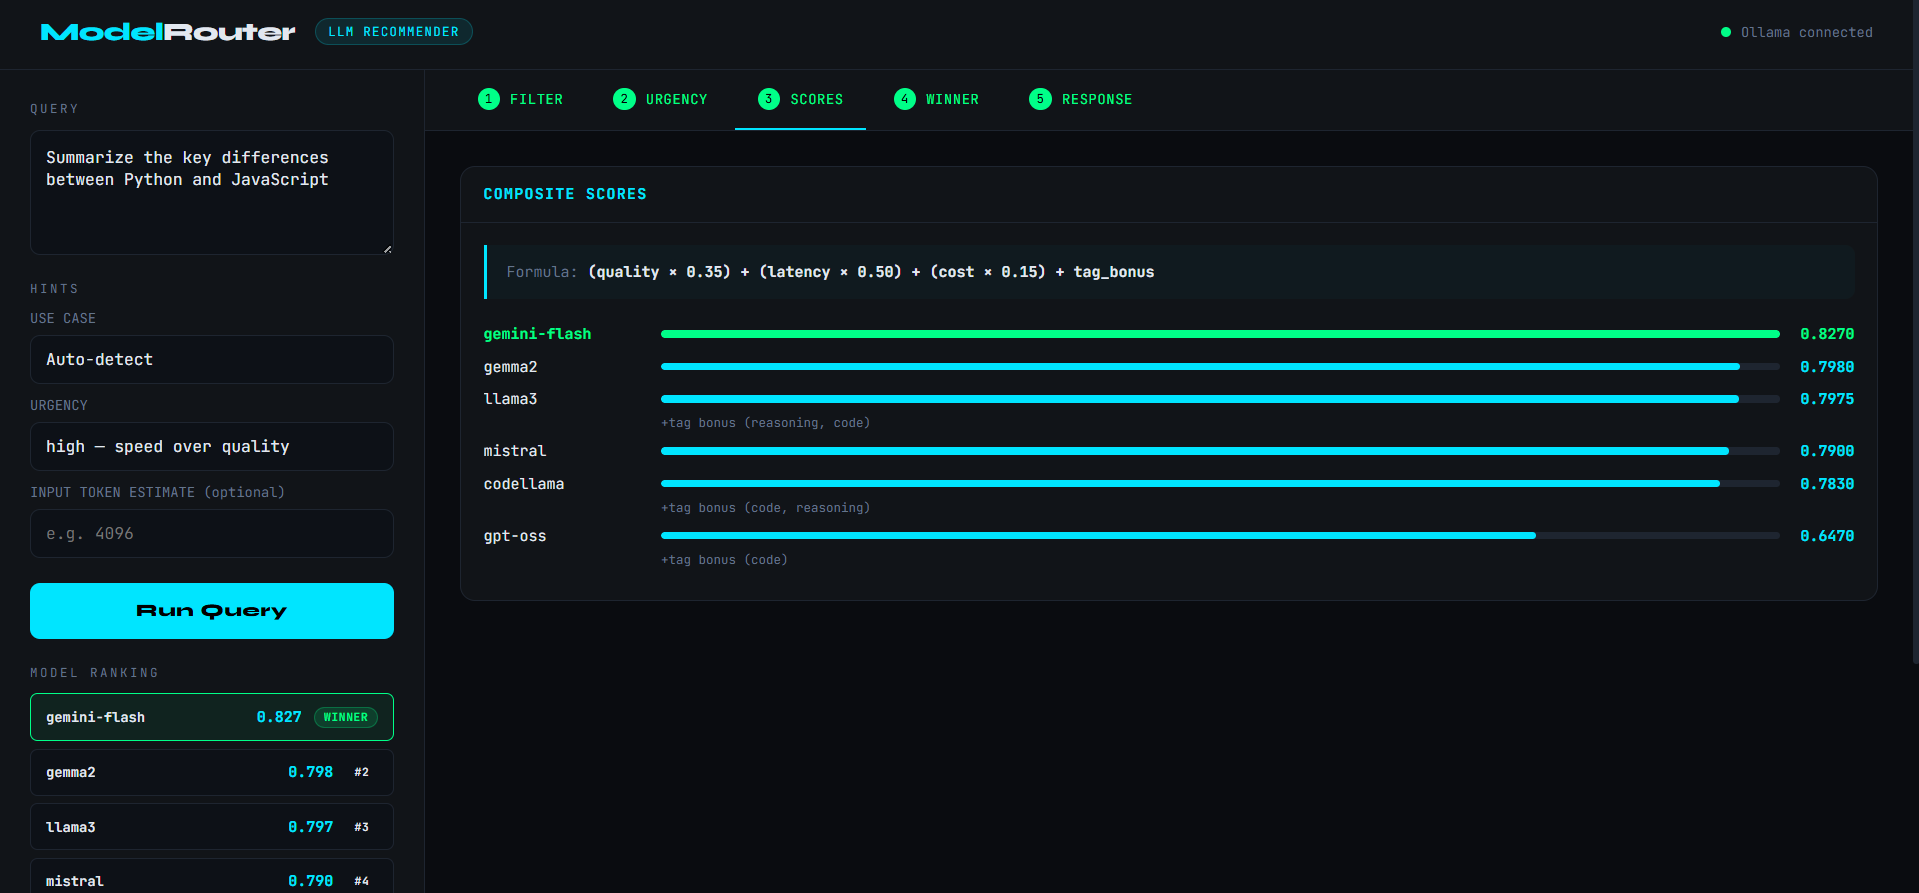 ModelRouter LLM RECOMMENDER
Ollama connected
QUERY
Summarize the key differences
between Python and JavaScript
HINTS
USE CASE
Auto-detect
URGENCY
high — speed over quality
INPUT TOKEN ESTIMATE (optional)
e.g. 4096
Run Query
MODEL RANKING
gemini-flash 0.827 WINNER
gemma2 0.798 #2
llama3 0.797 #3
mistral 0.790 #4
1 FILTER 2 URGENCY 3 SCORES 4 WINNER 5 RESPONSE
COMPOSITE SCORES
Formula: (quality × 0.35) + (latency × 0.50) + (cost × 0.15) + tag_bonus
gemini-flash 0.8270
gemma2 0.7980
llama3 0.7975
+tag bonus (reasoning, code)
mistral 0.7900
codellama 0.7830
+tag bonus (code, reasoning)
gpt-oss 0.6470
+tag bonus (code)